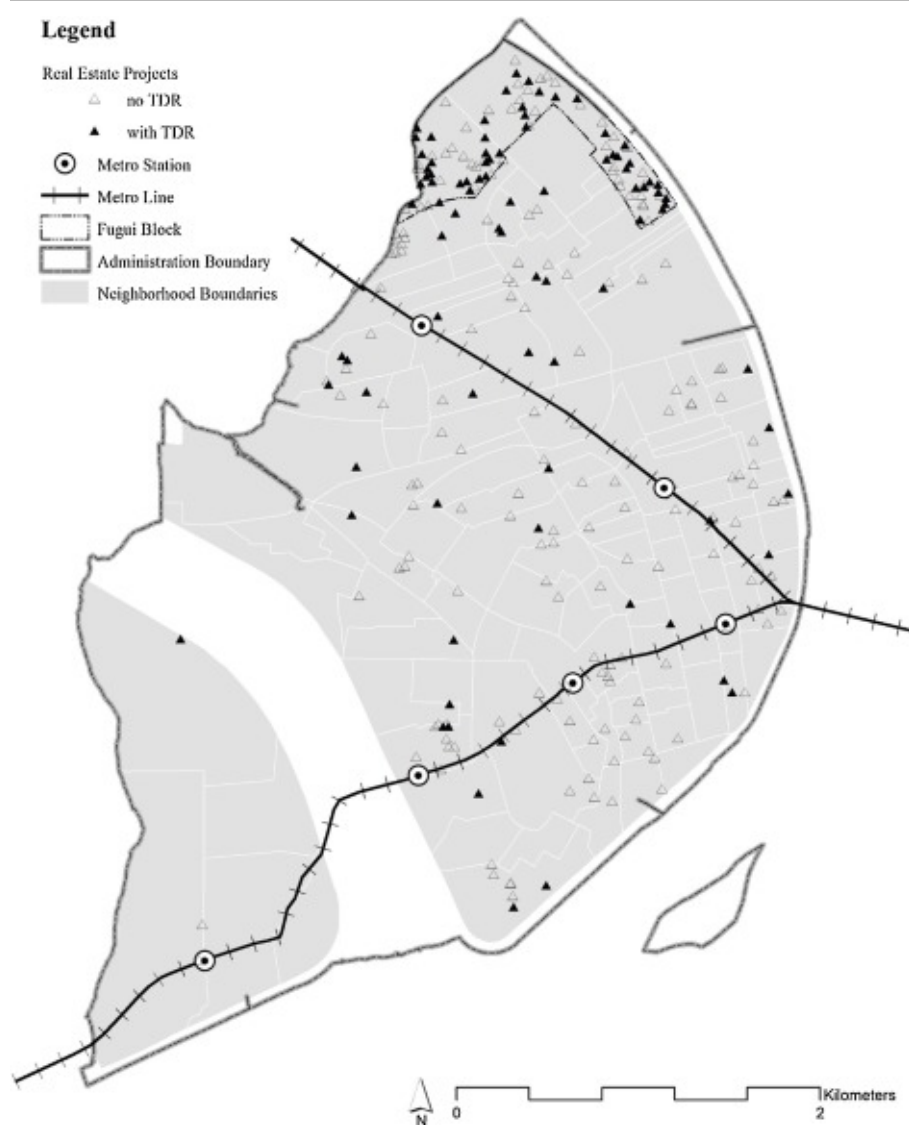 Legend
Real Estate Projects
no TDR
with TDR
Metro Station
Metro Line
Fugui Block
Administration Boundary
Neighborhood Boundaries
N
0
2
Kilometers